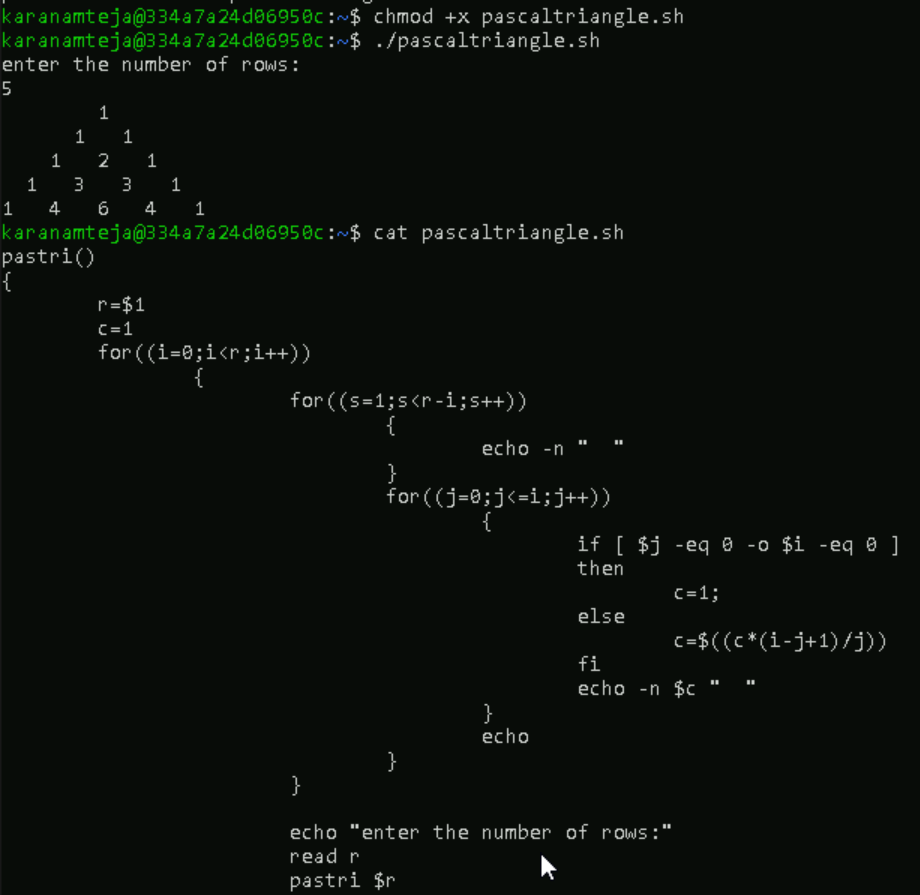 karanamteja@334a7a24d06950c:~$ chmod +x pascaltriangle.sh
karanamteja@334a7a24d06950c:~$ ./pascaltriangle.sh
enter the number of rows:
5
            1
         1     1
      1     2     1
   1     3     3     1
1     4     6     4     1
karanamteja@334a7a24d06950c:~$ cat pascaltriangle.sh
pastri()
{
        r=$1
        c=1
        for((i=0;i<r;i++))
                {
                        for((s=1;s<r-i;s++))
                                {
                                        echo -n "  "
                                }
                                for((j=0;j<=i;j++))
                                        {
                                                if [ $j -eq 0 -o $i -eq 0 ]
                                                then
                                                        c=1;
                                                else
                                                        c=$((c*(i-j+1)/j))
                                                fi
                                                echo -n $c "  "
                                        }
                                        echo
                                }
                        }

                        echo "enter the number of rows:"
                        read r
                        pastri $r